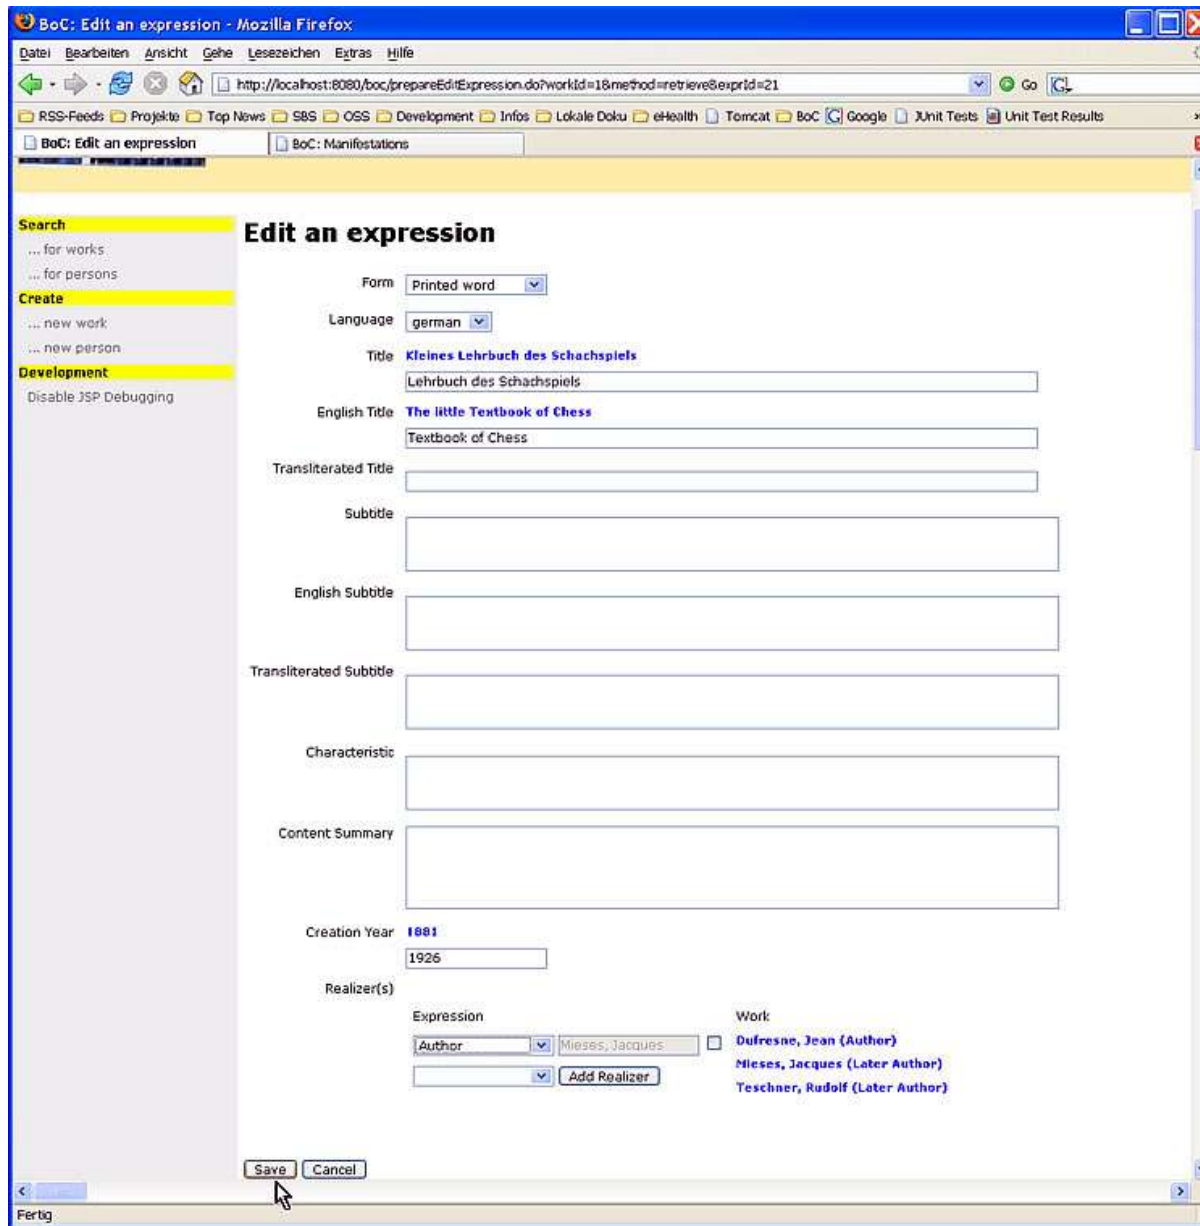 BoC: Edit an expression - Mozilla Firefox
Datei Bearbeiten Ansicht Gehe Lesezeichen Extras Hilfe
http://localhost:8080/boc/prepareEditExpression.do?workId=1&method=retrieve&exprId=21 Go
RSS-Feeds Projekte Top News SBS OSS Development Infos Lokale Doku eHealth Tomcat BoC Google JUnit Tests Unit Test Results
BoC: Edit an expression BoC: Manifestations
Search
... for works
... for persons
Create
... new work
... new person
Development
Disable JSP Debugging
Edit an expression
Form Printed word
Language german
Title Kleines Lehrbuch des Schachspiels
Lehrbuch des Schachspiels
English Title The little Textbook of Chess
Textbook of Chess
Transliterated Title
Subtitle
English Subtitle
Transliterated Subtitle
Characteristic
Content Summary
Creation Year 1881
1926
Realizer(s)
Expression Work
Author Mieses, Jacques Dufresne, Jean (Author)
Mieses, Jacques (Later Author)
Add Realizer
Teschner, Rudolf (Later Author)
Save Cancel
Fertig